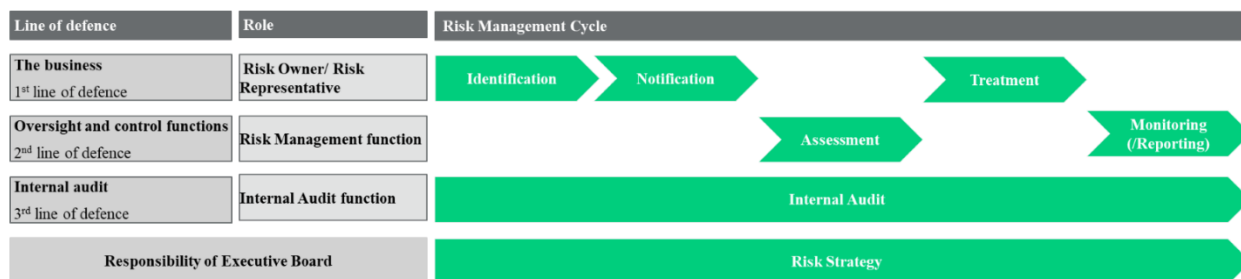 Line of defence Role Risk Management Cycle
The business
1st line of defence
Risk Owner/ Risk
Representative
Identification Notification Treatment
Oversight and control functions
2nd line of defence
Risk Management function
Assessment
Monitoring
(/Reporting)
Internal audit
3rd line of defence
Internal Audit function
Internal Audit
Responsibility of Executive Board Risk Strategy